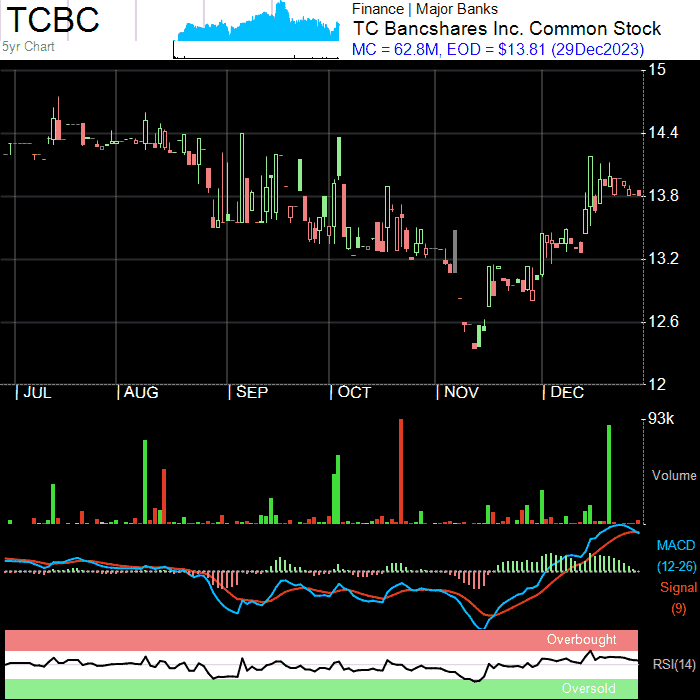 TCBC
5yr Chart
Finance | Major Banks
TC Bancshares Inc. Common Stock
MC = 62.8M, EOD = $13.81 (29Dec2023)
15
14.4
13.8
13.2
12.6
12
JUL AUG SEP OCT NOV DEC
93k
Volume
MACD
(12-26)
Signal
(9)
Overbought
RSI(14)
Oversold